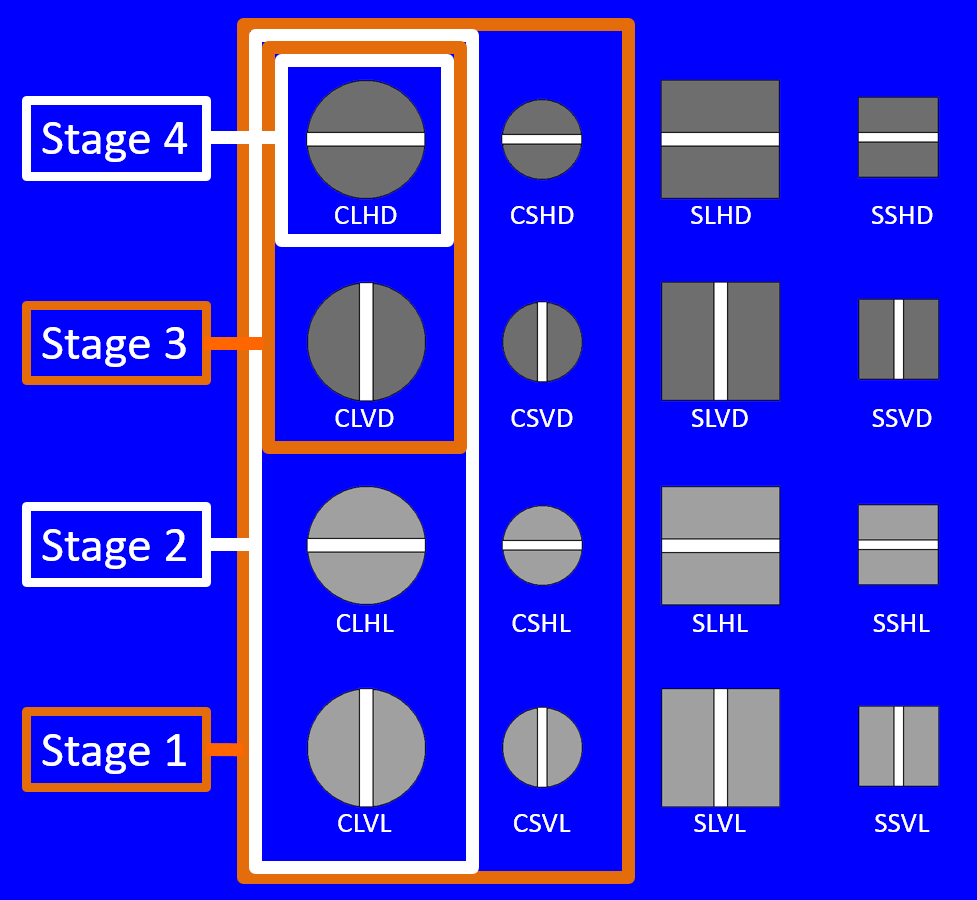 Stage 4
CLHD
CSHD
SLHD
SSHD
Stage 3
CLVD
CSVD
SLVD
SSVD
Stage 2
CLHL
CSHL
SLHL
SSHL
Stage 1
CLVL
CSVL
SLVL
SSVL